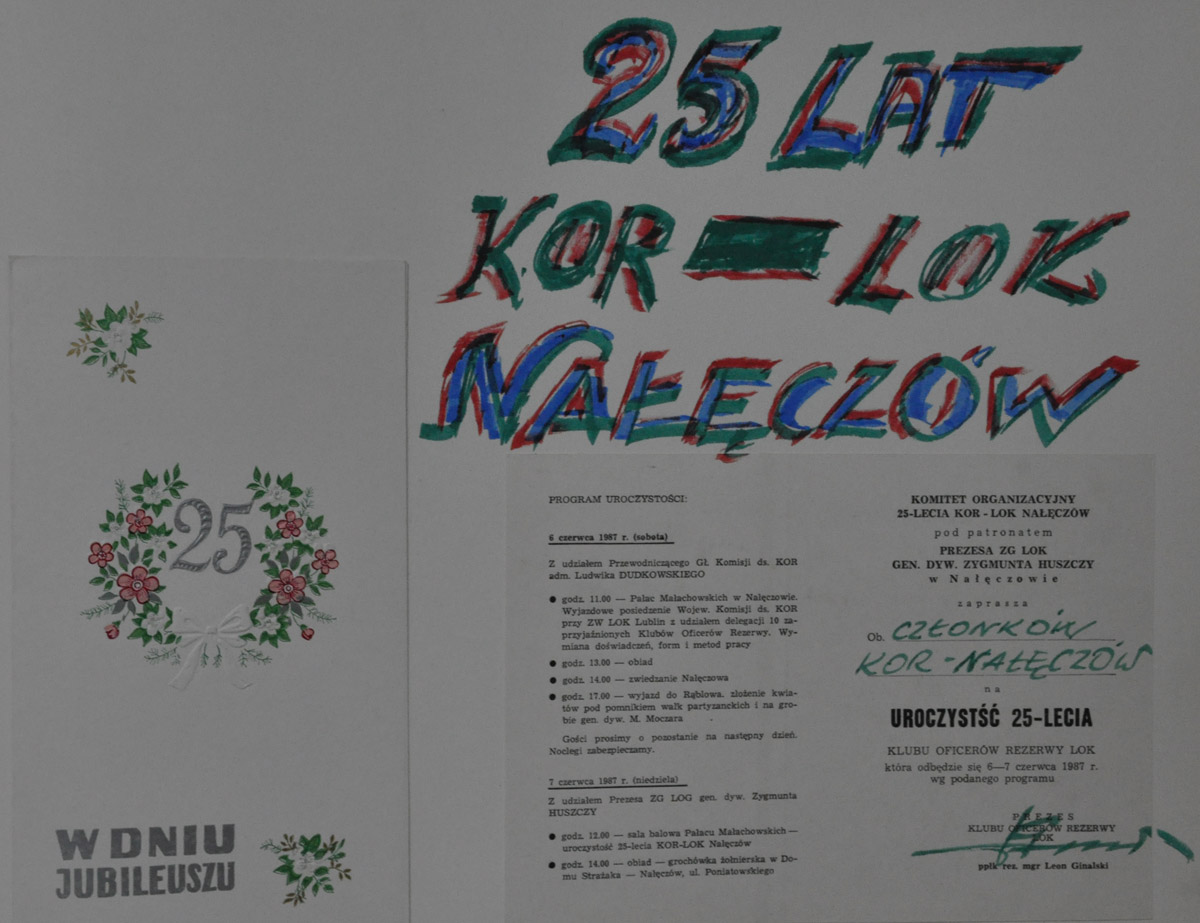 25 LAT
KOR-LOK
NAŁĘCZÓW
25
W DNIU
JUBILEUSZU
PROGRAM UROCZYSTOŚCI:
6 czerwca 1987 r. (sobota)
Z udziałem Przewodniczącego Gł. Komisji ds. KOR
adm. Ludwika DUDKOWSKIEGO
● godz. 11.00 — Pałac Małachowskich w Nałęczowie.
Wyjazdowe posiedzenie Wojew. Komisji ds. KOR
przy ZW LOK Lublin z udziałem delegacji 10 za-
przyjaźnionych Klubów Oficerów Rezerwy. Wy-
miana doświadczeń, form i metod pracy
● godz. 13.00 — obiad
● godz. 14.00 — zwiedzanie Nałęczowa
● godz. 17.00 — wyjazd do Rąblowa. złożenie kwia-
tów pod pomnikiem walk partyzanckich i na gro-
bie gen. dyw. M. Moczara
Gości prosimy o pozostanie na następny dzień.
Noclegi zabezpieczamy.
7 czerwca 1987 r. (niedziela)
Z udziałem Prezesa ZG LOG gen. dyw. Zygmunta
HUSZCZY
● godz. 12.00 — sala balowa Pałacu Małachowskich —
uroczystość 25-lecia KOR-LOK Nałęczów
● godz. 14.00 — obiad — grochówka żołnierska w Do-
mu Strażaka — Nałęczów, ul. Poniatowskiego
KOMITET ORGANIZACYJNY
25-LECIA KOR - LOK NAŁĘCZÓW
pod patronatem
PREZESA ZG LOK
GEN. DYW. ZYGMUNTA HUSZCZY
w Nałęczowie
zaprasza
Ob. CZŁONKÓW
KOR-NAŁĘCZÓW
na
UROCZYSTŚĆ 25-LECIA
KLUBU OFICERÓW REZERWY LOK
która odbędzie się 6—7 czerwca 1987 r.
wg podanego programu
PREZES
KLUBU OFICERÓW REZERWY
LOK
ppłk rez. mgr Leon Ginalski